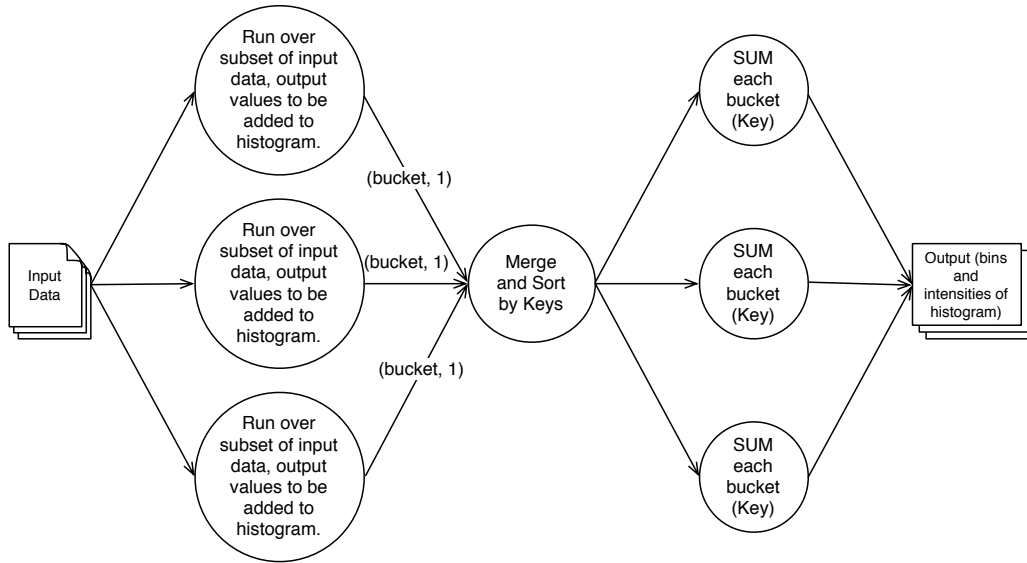 Input
Data
Run over
subset of input
data, output
values to be
added to
histogram.
Run over
subset of input
data, output
values to be
added to
histogram.
Run over
subset of input
data, output
values to be
added to
histogram.
(bucket, 1)
(bucket, 1)
(bucket, 1)
Merge
and Sort
by Keys
SUM
each
bucket
(Key)
SUM
each
bucket
(Key)
SUM
each
bucket
(Key)
Output (bins
and
intensities of
histogram)